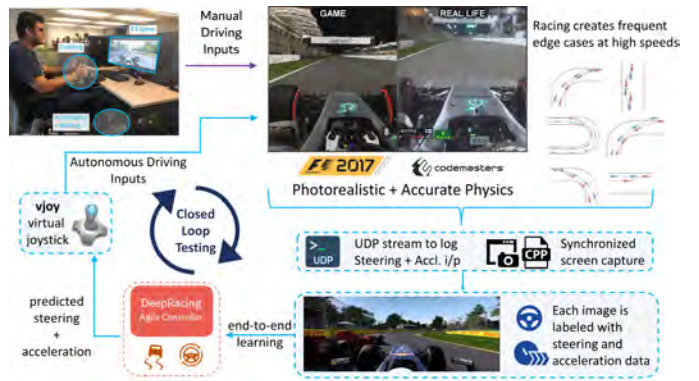 F1 Game
Manual
Driving
Inputs
GAME
REAL LIFE
Racing creates frequent
edge cases at high speeds
F1 2017
codemasters
Photorealistic + Accurate Physics
Autonomous Driving
Inputs
vjoy
virtual
joystick
Closed
Loop
Testing
>_
UDP
UDP stream to log
Steering + Accl. i/p
CPP
Synchronized
screen capture
predicted
steering
+
acceleration
DeepRacing
Agile Controller
end-to-end
learning
Each image is
labeled with
steering and
acceleration data